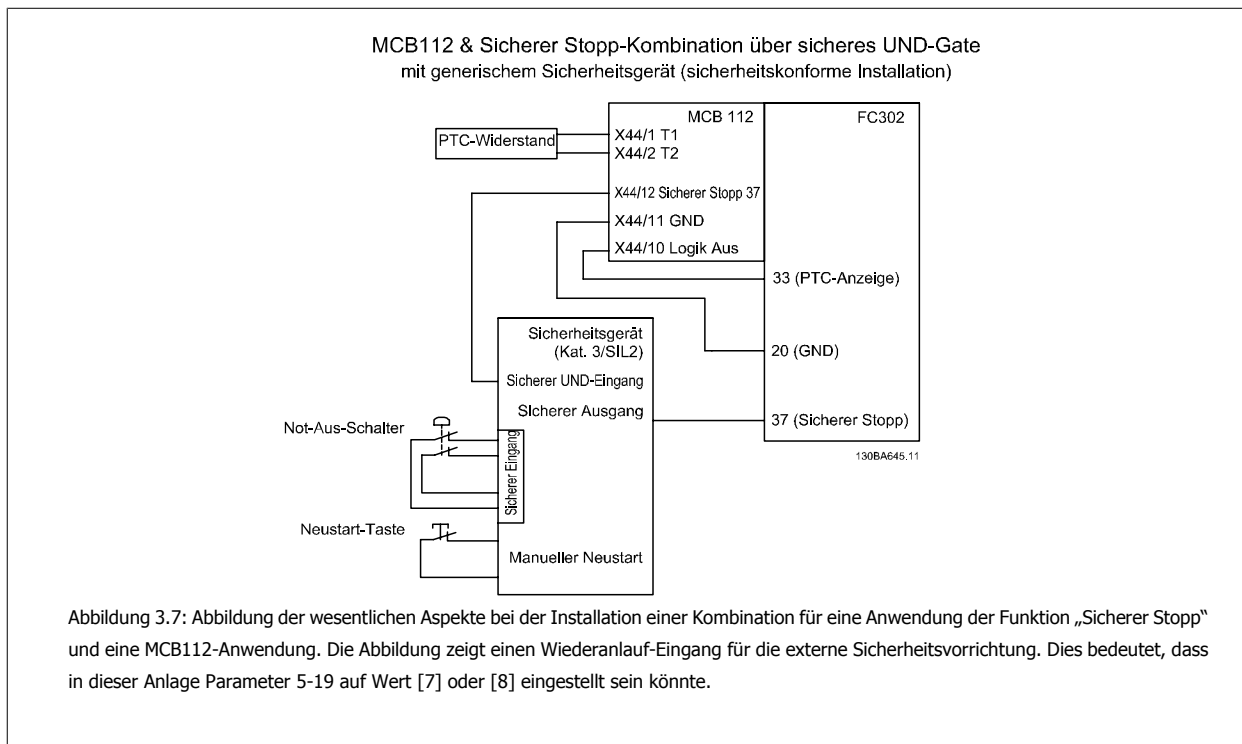 MCB112 & Sicherer Stopp-Kombination über sicheres UND-Gate
mit generischem Sicherheitsgerät (sicherheitskonforme Installation)
MCB 112
FC302
PTC-Widerstand
X44/1 T1
X44/2 T2
X44/12 Sicherer Stopp 37
X44/11 GND
X44/10 Logik Aus
33 (PTC-Anzeige)
Sicherheitsgerät
(Kat. 3/SIL2)
20 (GND)
Sicherer UND-Eingang
SIcherer Ausgang
37 (Sicherer Stopp)
Not-Aus-Schalter
130BA645.11
Sicherer Eingang
Neustart-Taste
Manueller Neustart
Abbildung 3.7: Abbildung der wesentlichen Aspekte bei der Installation einer Kombination für eine Anwendung der Funktion „Sicherer Stopp“
und eine MCB112-Anwendung. Die Abbildung zeigt einen Wiederanlauf-Eingang für die externe Sicherheitsvorrichtung. Dies bedeutet, dass
in dieser Anlage Parameter 5-19 auf Wert [7] oder [8] eingestellt sein könnte.